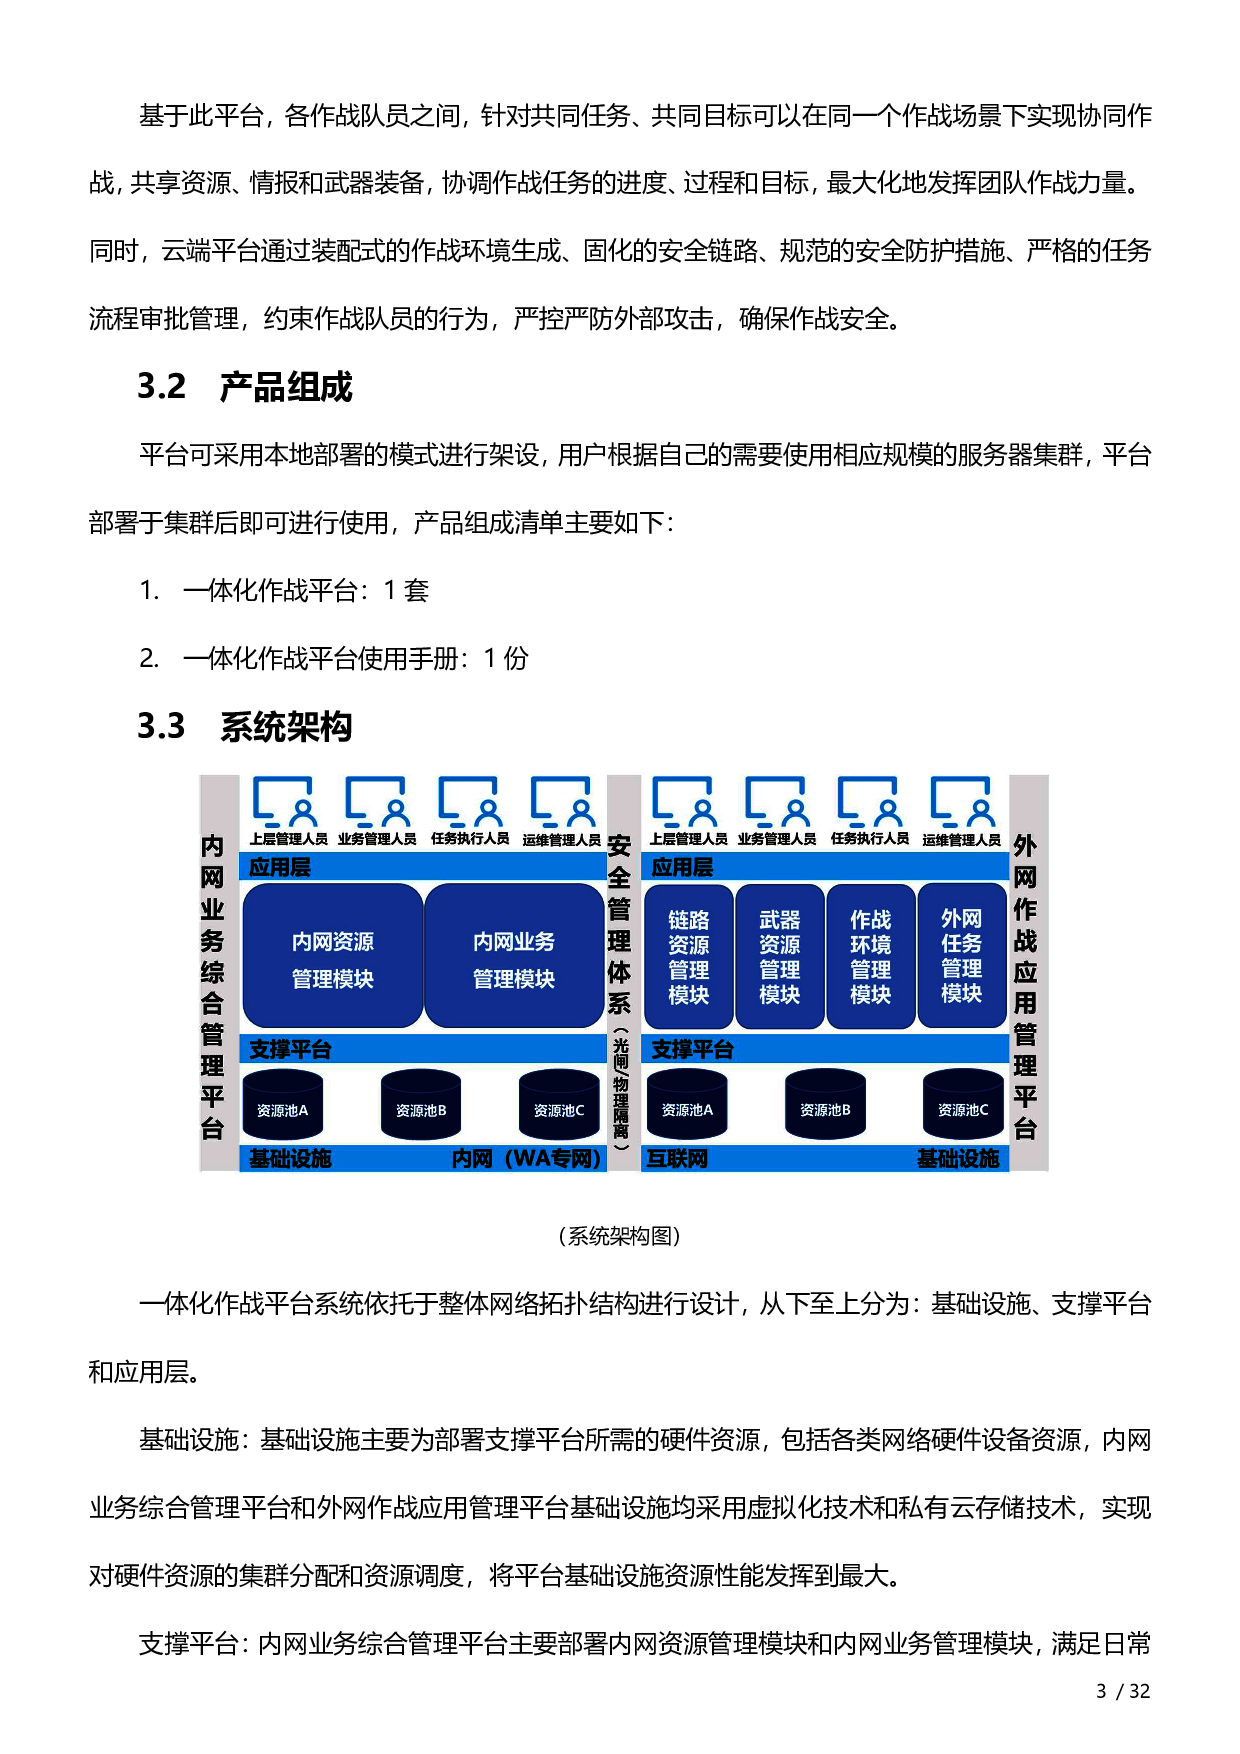 基于此平台，各作战队员之间，针对共同任务、共同目标可以在同一个作战场景下实现协同作
战，共享资源、情报和武器装备，协调作战任务的进度、过程和目标，最大化地发挥团队作战力量。
同时，云端平台通过装配式的作战环境生成、固化的安全链路、规范的安全防护措施、严格的任务
流程审批管理，约束作战队员的行为，严控严防外部攻击，确保作战安全。
3.2 产品组成
平台可采用本地部署的模式进行架设，用户根据自己的需要使用相应规模的服务器集群，平台
部署于集群后即可进行使用，产品组成清单主要如下：
1. 一体化作战平台：1 套
2. 一体化作战平台使用手册：1 份
3.3 系统架构
内网业务综合管理平台
上层管理人员 业务管理人员 任务执行人员 运维管理人员
应用层
内网资源
管理模块
内网业务
管理模块
支撑平台
资源池A 资源池B 资源池C
基础设施 内网（WA专网）
安全管理体系（光闸/物理隔离）
上层管理人员 业务管理人员 任务执行人员 运维管理人员
应用层
链路
资源
管理
模块
武器
资源
管理
模块
作战
环境
管理
模块
外网
任务
管理
模块
支撑平台
资源池A 资源池B 资源池C
互联网 基础设施
外网作战应用管理平台
（系统架构图）
一体化作战平台系统依托于整体网络拓扑结构进行设计，从下至上分为：基础设施、支撑平台
和应用层。
基础设施：基础设施主要为部署支撑平台所需的硬件资源，包括各类网络硬件设备资源，内网
业务综合管理平台和外网作战应用管理平台基础设施均采用虚拟化技术和私有云存储技术，实现
对硬件资源的集群分配和资源调度，将平台基础设施资源性能发挥到最大。
支撑平台：内网业务综合管理平台主要部署内网资源管理模块和内网业务管理模块，满足日常
3 / 32